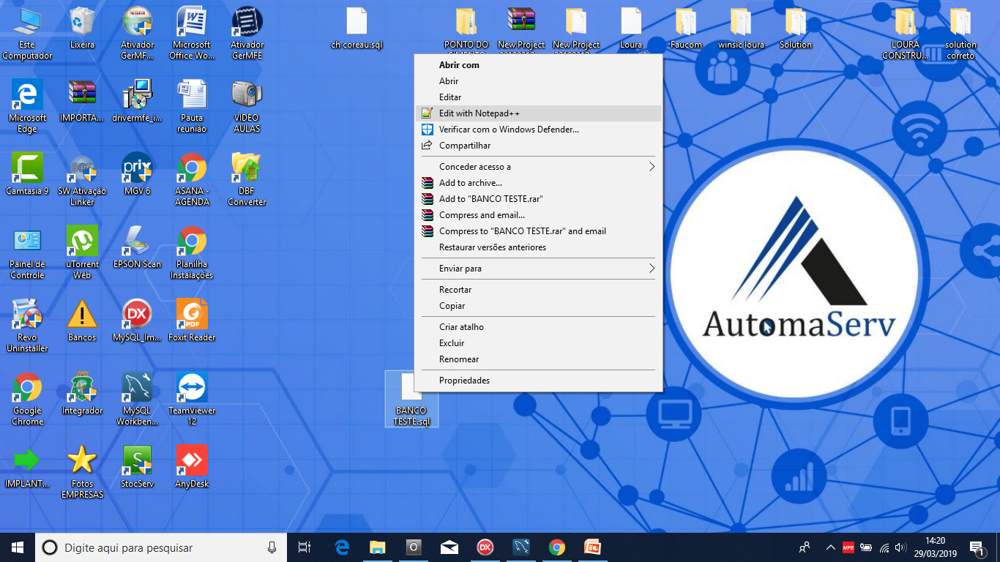 Este
Computador
Lixeira
Ativador
GerMF...
Microsoft
Office Wo...
Ativador
GerMFE
ch coreau.sql
PONTO DO
New Project
New Project
Loura
Faucom
winsic loura
Solution
LOURA
CONSTRU...
solution
correto
Microsoft
Edge
IMPORTA...
drivermfe_i...
Pauta
reunião
VIDEO
AULAS
Camtasia 9
SW Ativação
Linker
prix
MGV 6
ASANA -
AGENDA
DBF
Converter
Painel de
Controle
uTorrent
Web
EPSON Scan
Planilha
Instalações
Revo
Uninstaller
Bancos
DX
MySQL_Im...
PDF
Foxit Reader
Google
Chrome
Integrador
MySQL
Workben...
TeamViewer
12
IMPLANT...
Fotos
EMPRESAS
StocServ
AnyDesk
BANCO
TESTE.sql
Abrir com
Abrir
Editar
Edit with Notepad++
Verificar com o Windows Defender...
Compartilhar
Conceder acesso a
Add to archive...
Add to "BANCO TESTE.rar"
Compress and email...
Compress to "BANCO TESTE.rar" and email
Restaurar versões anteriores
Enviar para
Recortar
Copiar
Criar atalho
Excluir
Renomear
Propriedades
AutomaServ
Digite aqui para pesquisar
DX
MFE
14:20
29/03/2019
1